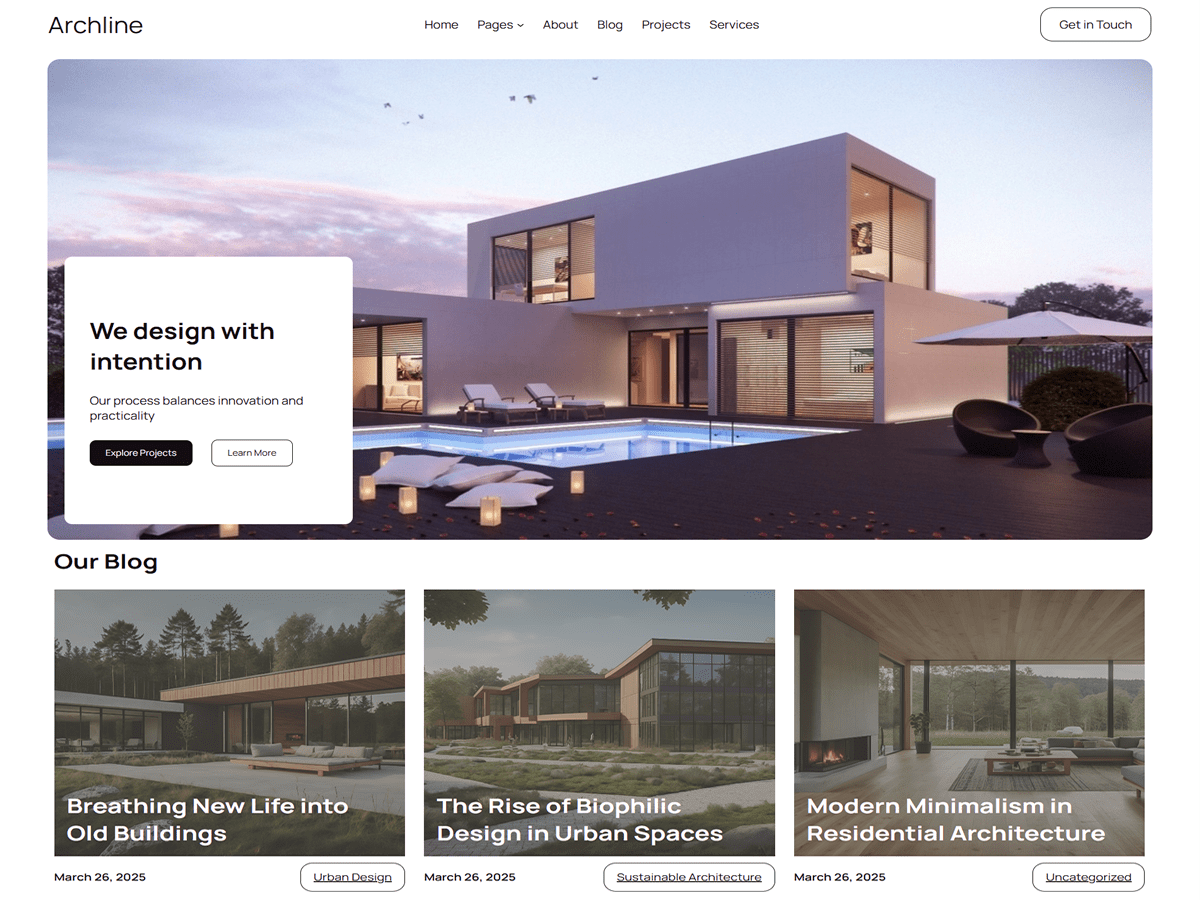 Archline
Home Pages About Blog Projects Services
Get in Touch
We design with
intention
Our process balances innovation and
practicality
Explore Projects Learn More
Our Blog
Breathing New Life into
Old Buildings
March 26, 2025 Urban Design
The Rise of Biophilic
Design in Urban Spaces
March 26, 2025 Sustainable Architecture
Modern Minimalism in
Residential Architecture
March 26, 2025 Uncategorized